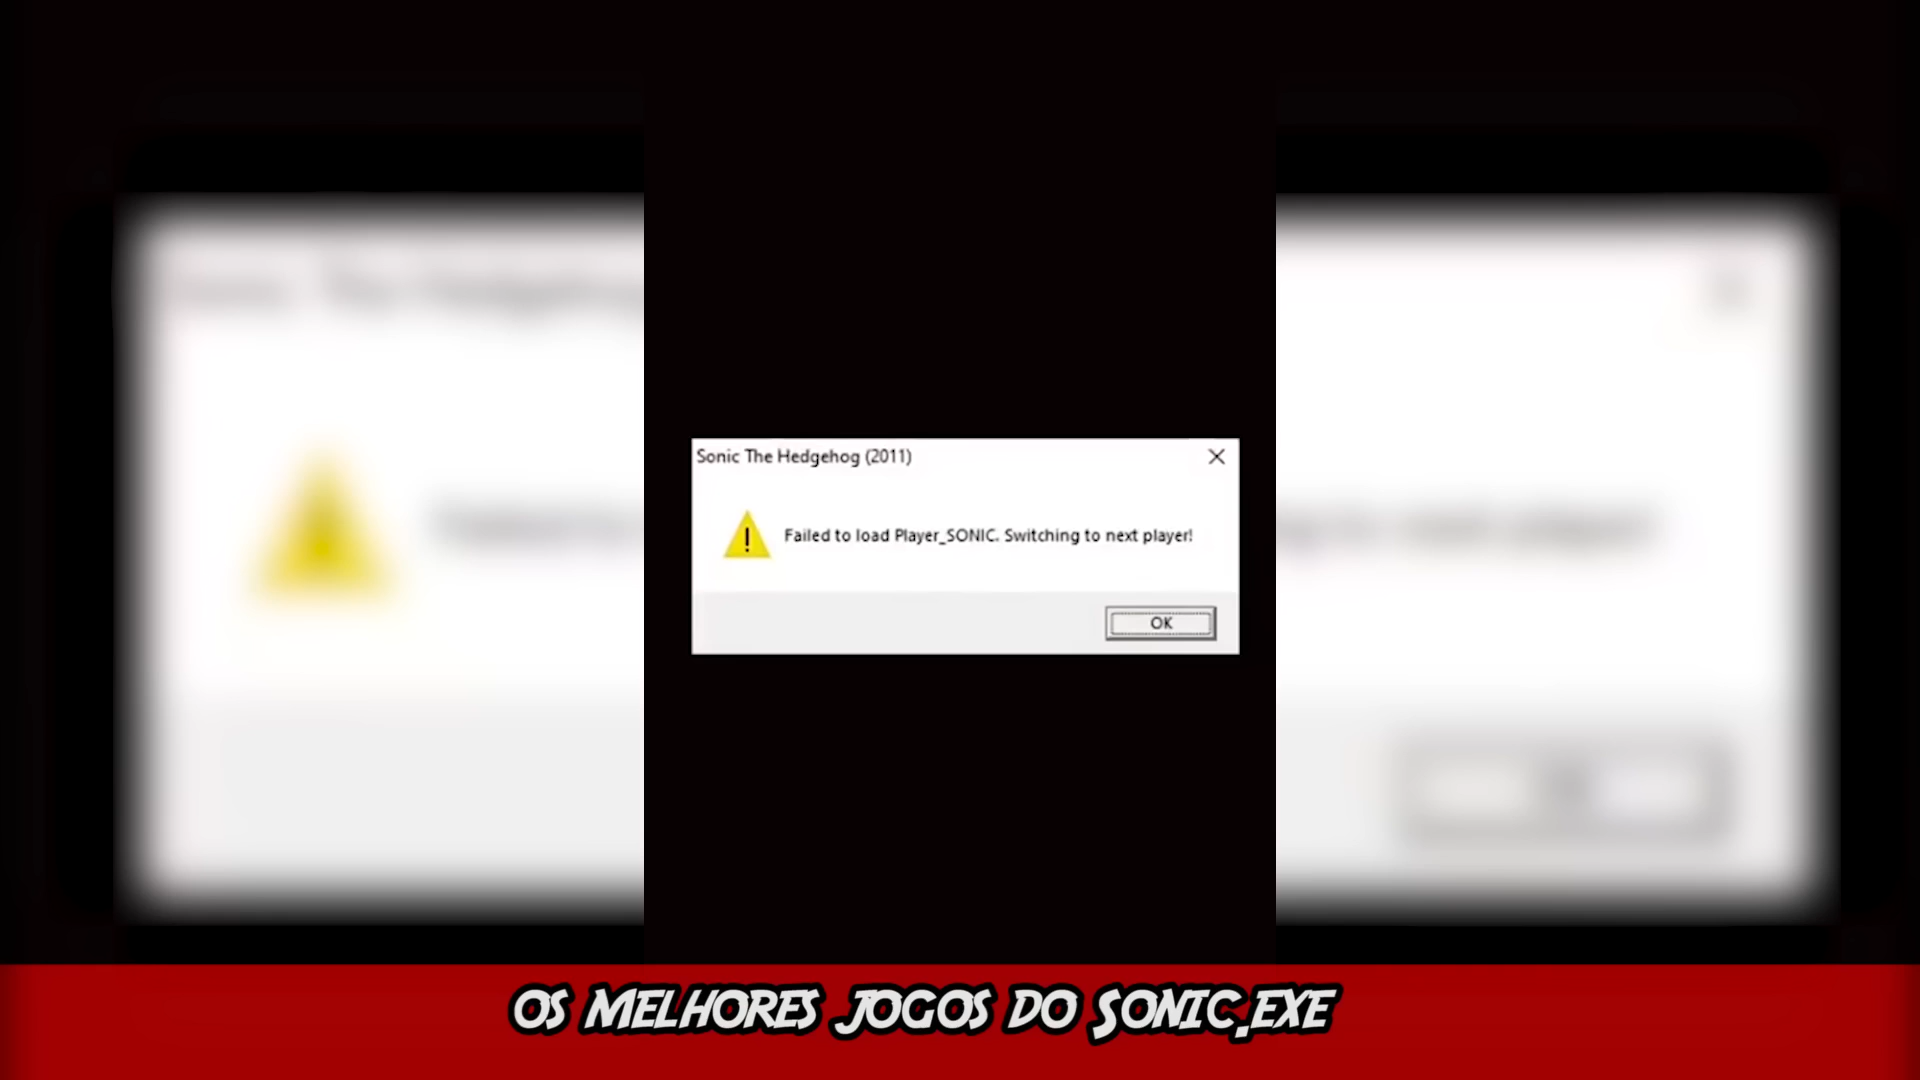 Sonic The Hedgehog (2011)
Failed to load Player_SONIC. Switching to next player!
OK
OS MELHORES JOGOS DO SONIC.EXE